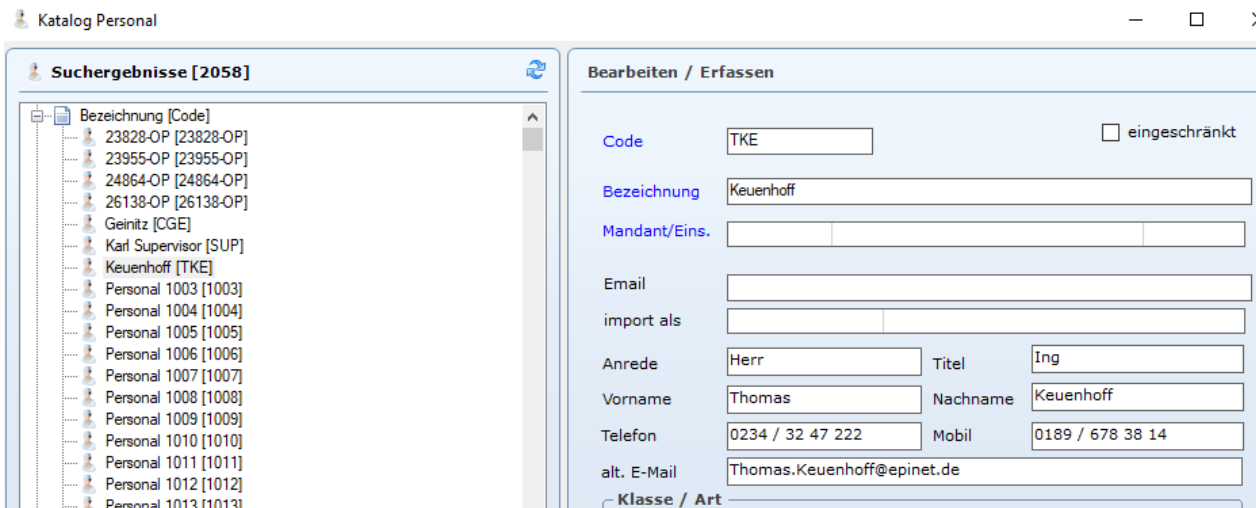 Katalog Personal
Suchergebnisse [2058]
Bezeichnung [Code]
23828-OP [23828-OP]
23955-OP [23955-OP]
24864-OP [24864-OP]
26138-OP [26138-OP]
Geinitz [CGE]
Karl Supervisor [SUP]
Keuenhoff [TKE]
Personal 1003 [1003]
Personal 1004 [1004]
Personal 1005 [1005]
Personal 1006 [1006]
Personal 1007 [1007]
Personal 1008 [1008]
Personal 1009 [1009]
Personal 1010 [1010]
Personal 1011 [1011]
Personal 1012 [1012]
Personal 1013 [1013]
Bearbeiten / Erfassen
Code TKE eingeschränkt
Bezeichnung Keuenhoff
Mandant/Eins.
Email
import als
Anrede Herr Titel Ing
Vorname Thomas Nachname Keuenhoff
Telefon 0234 / 32 47 222 Mobil 0189 / 678 38 14
alt. E-Mail Thomas.Keuenhoff@epinet.de
Klasse / Art